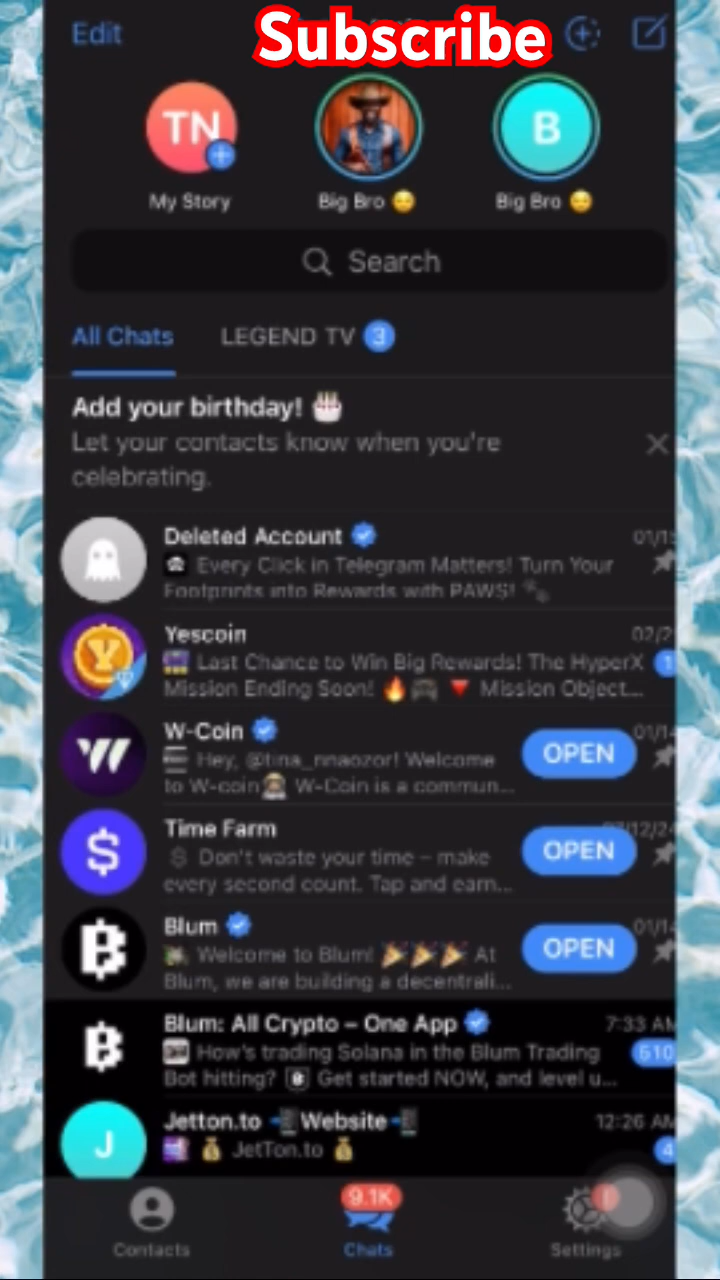 Subscribe
Edit
TN
B
My Story
Big Bro
Big Bro
Search
All Chats
LEGEND TV 3
Add your birthday!
Let your contacts know when you're
celebrating.
Deleted Account
01/1
Every Click in Telegram Matters! Turn Your
Footprints into Rewards with PAWS!
Yescoin
02/2
Last Chance to Win Big Rewards! The HyperX
1
Mission Ending Soon! Mission Object...
W-Coin
01/14
Hey, @tina_nnaozor! Welcome
to W-coin W-Coin is a commun...
OPEN
Time Farm
/12/24
Don't waste your time – make
every second count. Tap and earn...
OPEN
Blum
01/14
Welcome to Blum! At
Blum, we are building a decentrali...
OPEN
Blum: All Crypto – One App
7:33 AM
How's trading Solana in the Blum Trading
610
Bot hitting? Get started NOW, and level u...
J
Jetton.to Website
12:26 AM
JetTon.to
4
9.1K
Contacts
Chats
Settings